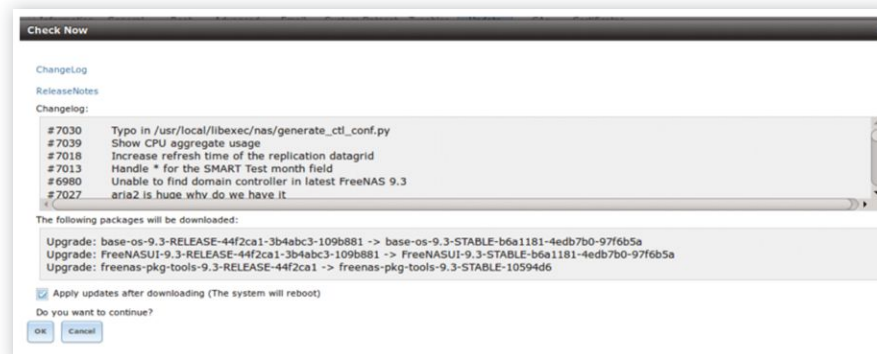 Check Now
ChangeLog
ReleaseNotes
Changelog:
#7030 Typo in /usr/local/libexec/nas/generate_ctl_conf.py
#7039 Show CPU aggregate usage
#7018 Increase refresh time of the replication datagrid
#7013 Handle * for the SMART Test month field
#6980 Unable to find domain controller in latest FreeNAS 9.3
#7027 aria2 is huge why do we have it
The following packages will be downloaded:
Upgrade: base-os-9.3-RELEASE-44f2ca1-3b4abc3-109b881 -> base-os-9.3-STABLE-b6a1181-4edb7b0-97f6b5a
Upgrade: FreeNASUI-9.3-RELEASE-44f2ca1-3b4abc3-109b881 -> FreeNASUI-9.3-STABLE-b6a1181-4edb7b0-97f6b5a
Upgrade: freenas-pkg-tools-9.3-RELEASE-44f2ca1 -> freenas-pkg-tools-9.3-STABLE-10594d6
Apply updates after downloading (The system will reboot)
Do you want to continue?
OK Cancel